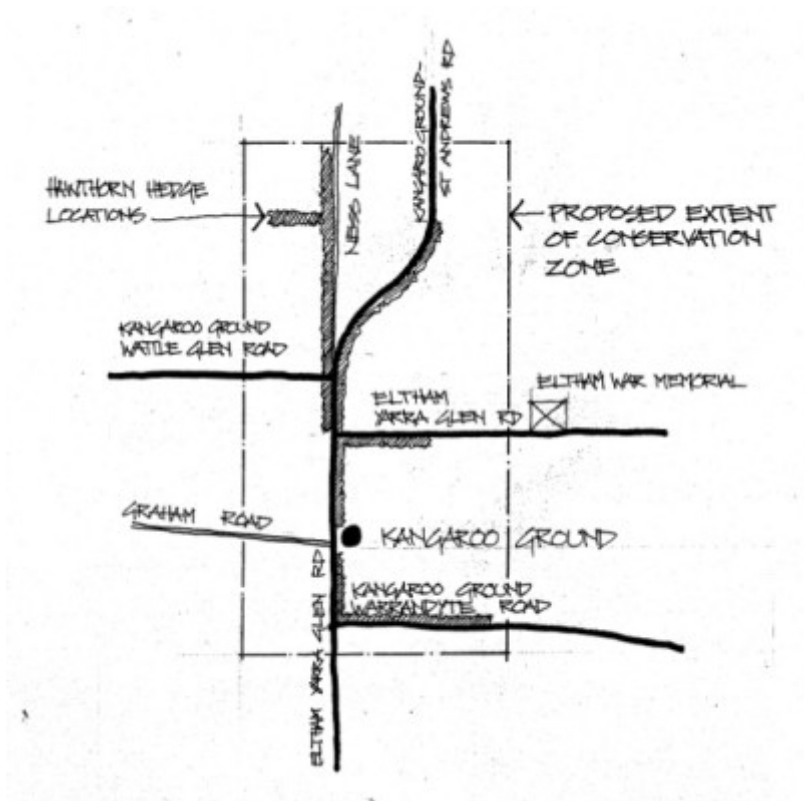 KANGAROO GROUND-
ST ANDREWS RD
NESS LANE
HAWTHORN HEDGE
LOCATIONS
PROPOSED EXTENT
OF CONSERVATION
ZONE
KANGAROO GROUND
WATTLE GLEN ROAD
ELTHAM WAR MEMORIAL
ELTHAM
YARRA GLEN RD
GRAHAM ROAD
KANGAROO GROUND
KANGAROO GROUND
WARRANDYTE ROAD
ELTHAM YARRA GLEN RD